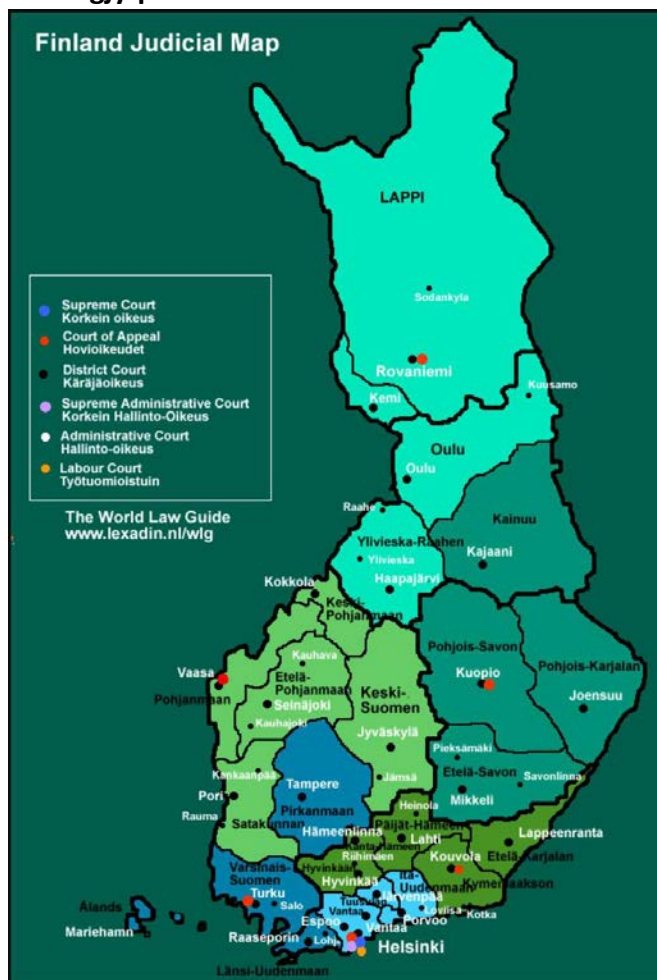 Finland Judicial Map
LAPPI
Sodankyla
Supreme Court
Korkein oikeus
Court of Appeal
Hovioikeudet
District Court
Käräjäoikeus
Supreme Administrative Court
Korkein Hallinto-Oikeus
Administrative Court
Hallinto-oikeus
Labour Court
Työtuomioistuin
The World Law Guide
www.lexadin.nl/wlg
Rovaniemi
Kuusamo
Kemi
Oulu
Oulu
Raahe
Kainuu
Ylivieska-Raahen
Ylivieska
Kajaani
Haapajärvi
Kokkola
Keski-
Pohjanmaan
Pohjois-Savon
Kauhava
Vaasa
Etelä-
Pohjanmaan
Pohjanmaan
Kuopio
Pohjois-Karjalan
Keski-
Suomen
Seinäjoki
Joensuu
Kauhajoki
Jyväskylä
Pieksämäki
Kankaanpää
Jämsä
Etelä-Savon
Savonlinna
Tampere
Pori
Pirkanmaan
Mikkeli
Heinola
Rauma
Satakunnan
Päijät-Hämeen
Hämeenlinna
Lahti
Lappeenranta
Kanta-Hämeen
Riihimäen
Kouvola
Etelä-Karjalan
Varsinais-
Suomen
Hyvinkään
Hyvinkää
Itä-
Uudenmaan
Kymenlaakson
Järvenpää
Turku
Salo
Tuusulan
Vantaa
Loviisa
Kotka
Ålands
Espoo
Porvoo
Mariehamn
Raaseporin
Lohja
Vantaa
Helsinki
Länsi-Uudenmaan